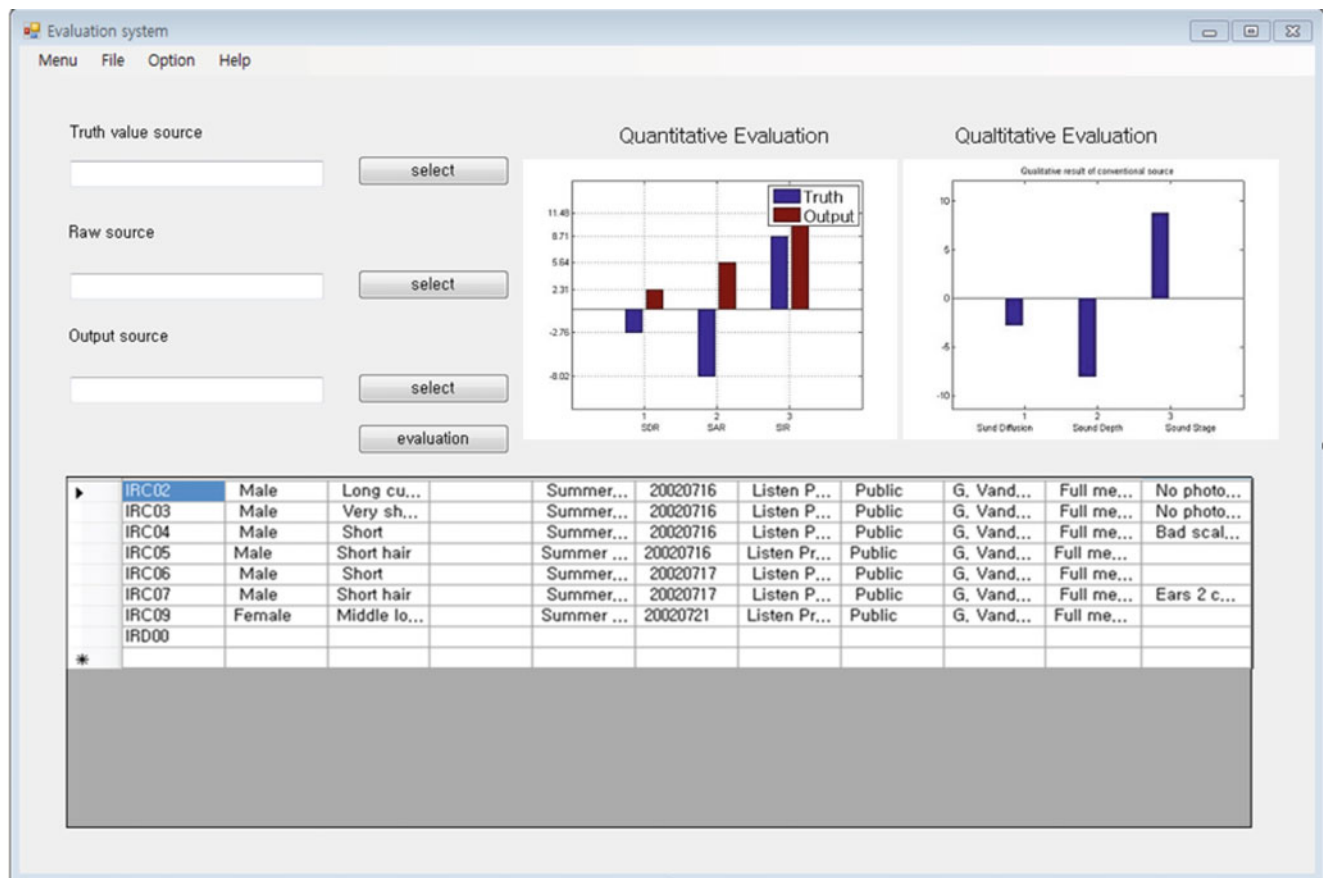 Evaluation system
Menu File Option Help
Truth value source
select
Raw source
select
Output source
select
evaluation
Quantitative Evaluation
Truth
Output
11.48
8.71
5.64
2.31
-2.76
-8.02
1 2 3
SDR SAR SIR
Qualtitative Evaluation
Qualitative result of conventional source
10
5
0
-5
-10
1 2 3
Sund Diffusion Sound Depth Sound Stage
IRC02 Male Long cu... Summer... 20020716 Listen P... Public G, Vand... Full me... No photo...
IRC03 Male Very sh... Summer... 20020716 Listen P... Public G, Vand... Full me... No photo...
IRC04 Male Short Summer... 20020716 Listen P... Public G, Vand... Full me... Bad scal...
IRC05 Male Short hair Summer ... 20020716 Listen Pr... Public G, Vand... Full me...
IRC06 Male Short Summer... 20020717 Listen P... Public G, Vand... Full me...
IRC07 Male Short hair Summer... 20020717 Listen P... Public G, Vand... Full me... Ears 2 c...
IRC09 Female Middle lo... Summer ... 20020721 Listen Pr... Public G, Vand... Full me...
IRD00